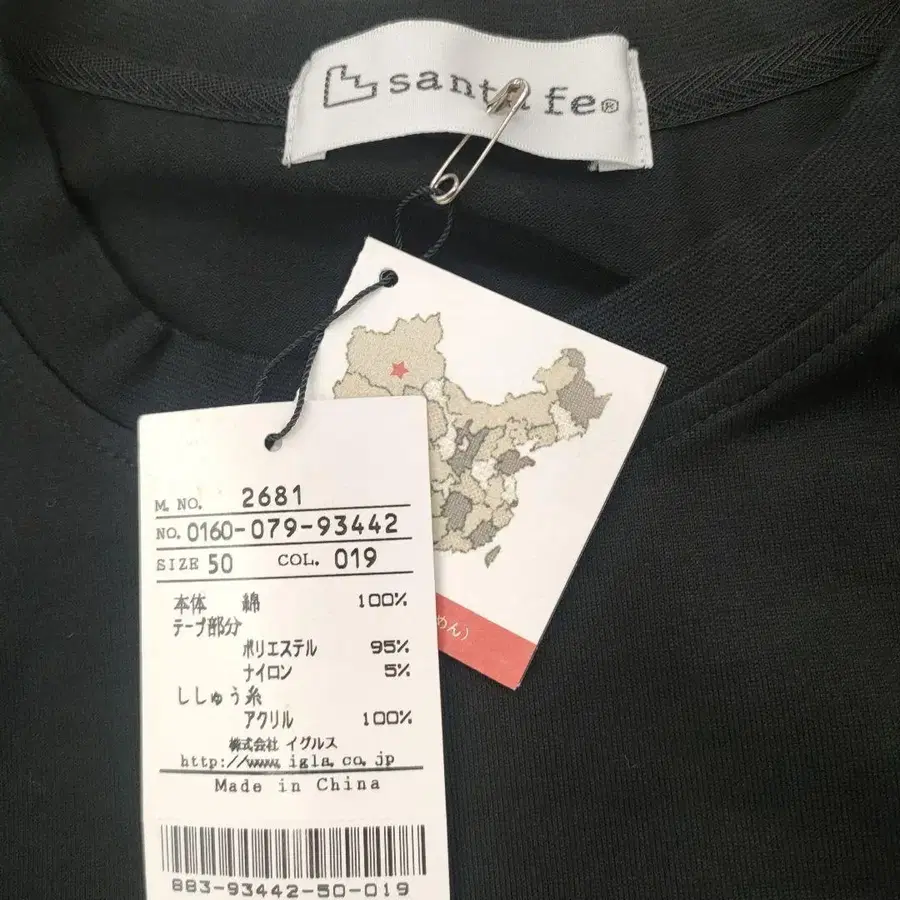 santa fe®
M. NO. 2681
NO. 0160-079-93442
SIZE 50 COL. 019
本体 綿 100%
テープ部分
ポリエステル 95%
ナイロン 5%
ししゅう糸
アクリル 100%
株式会社 イグルス
http://www.igls.co.jp
Made in China
883-93442-50-019
めん)